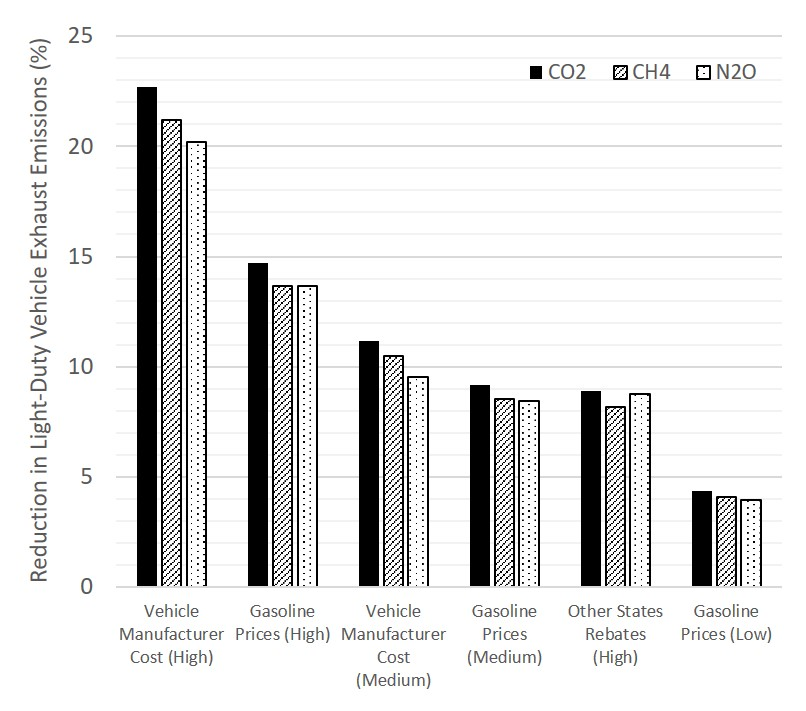 Reduction in Light-Duty Vehicle Exhaust Emissions (%)
25
20
15
10
5
0
CO2
CH4
N2O
Vehicle
Manufacturer
Cost (High)
Gasoline
Prices (High)
Vehicle
Manufacturer
Cost
(Medium)
Gasoline
Prices
(Medium)
Other States
Rebates
(High)
Gasoline
Prices (Low)